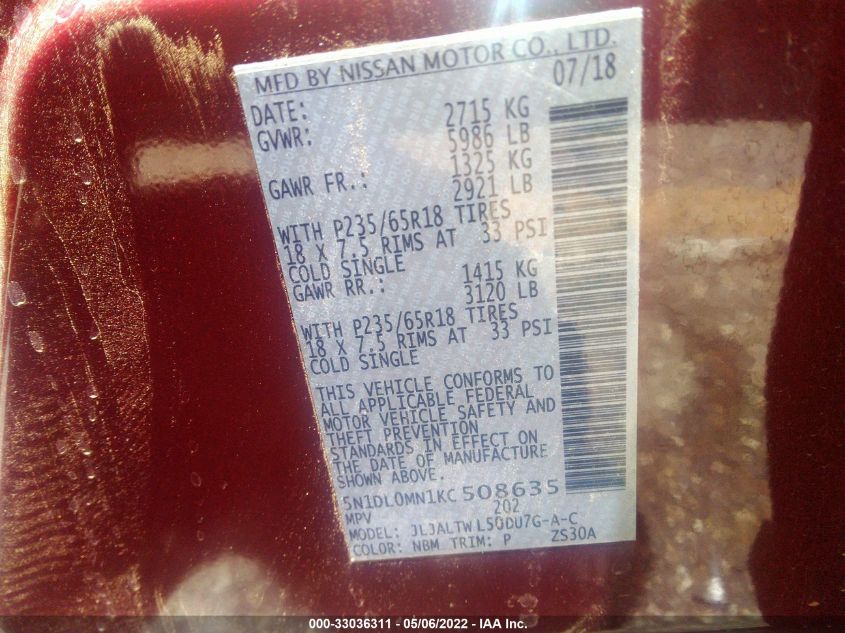 MFD BY NISSAN MOTOR CO., LTD.
DATE: 07/18
GVWR: 2715 KG
5986 LB
GAWR FR.: 1325 KG
2921 LB
WITH P235/65R18 TIRES
18 X 7.5 RIMS AT 33 PSI
COLD SINGLE
GAWR RR.: 1415 KG
3120 LB
WITH P235/65R18 TIRES
18 X 7.5 RIMS AT 33 PSI
COLD SINGLE
THIS VEHICLE CONFORMS TO
ALL APPLICABLE FEDERAL
MOTOR VEHICLE SAFETY AND
THEFT PREVENTION
STANDARDS IN EFFECT ON
THE DATE OF MANUFACTURE
SHOWN ABOVE.
5N1DL0MN1KC508635
MPV 202
MODEL: JLJALTWL50DU7G-A-C
COLOR: NBM TRIM: P ZS30A
000-33036311 - 05/06/2022 - IAA Inc.